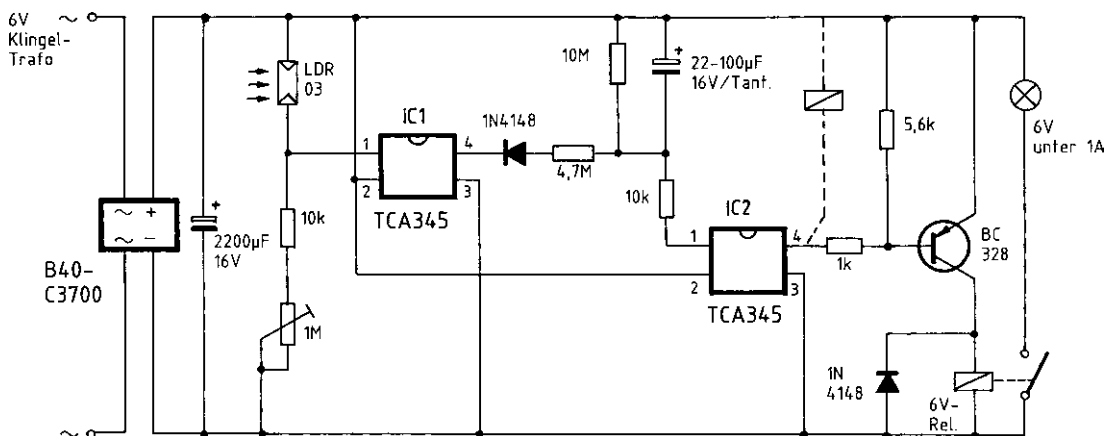 6V ~
Klingel-
Trafo
LDR
03
10M
+
22-100µF
16V/Tant.
iC1
1N4148
5,6k
6V
unter 1A
1
4
2
3
4,7M
TCA345
10k
10k
IC2
~ +
~ −
+
2200µF
16V
1
4
2
3
1k
BC
328
B40-
C3700
TCA345
1M
1N
4148
6V-
Rel.
~